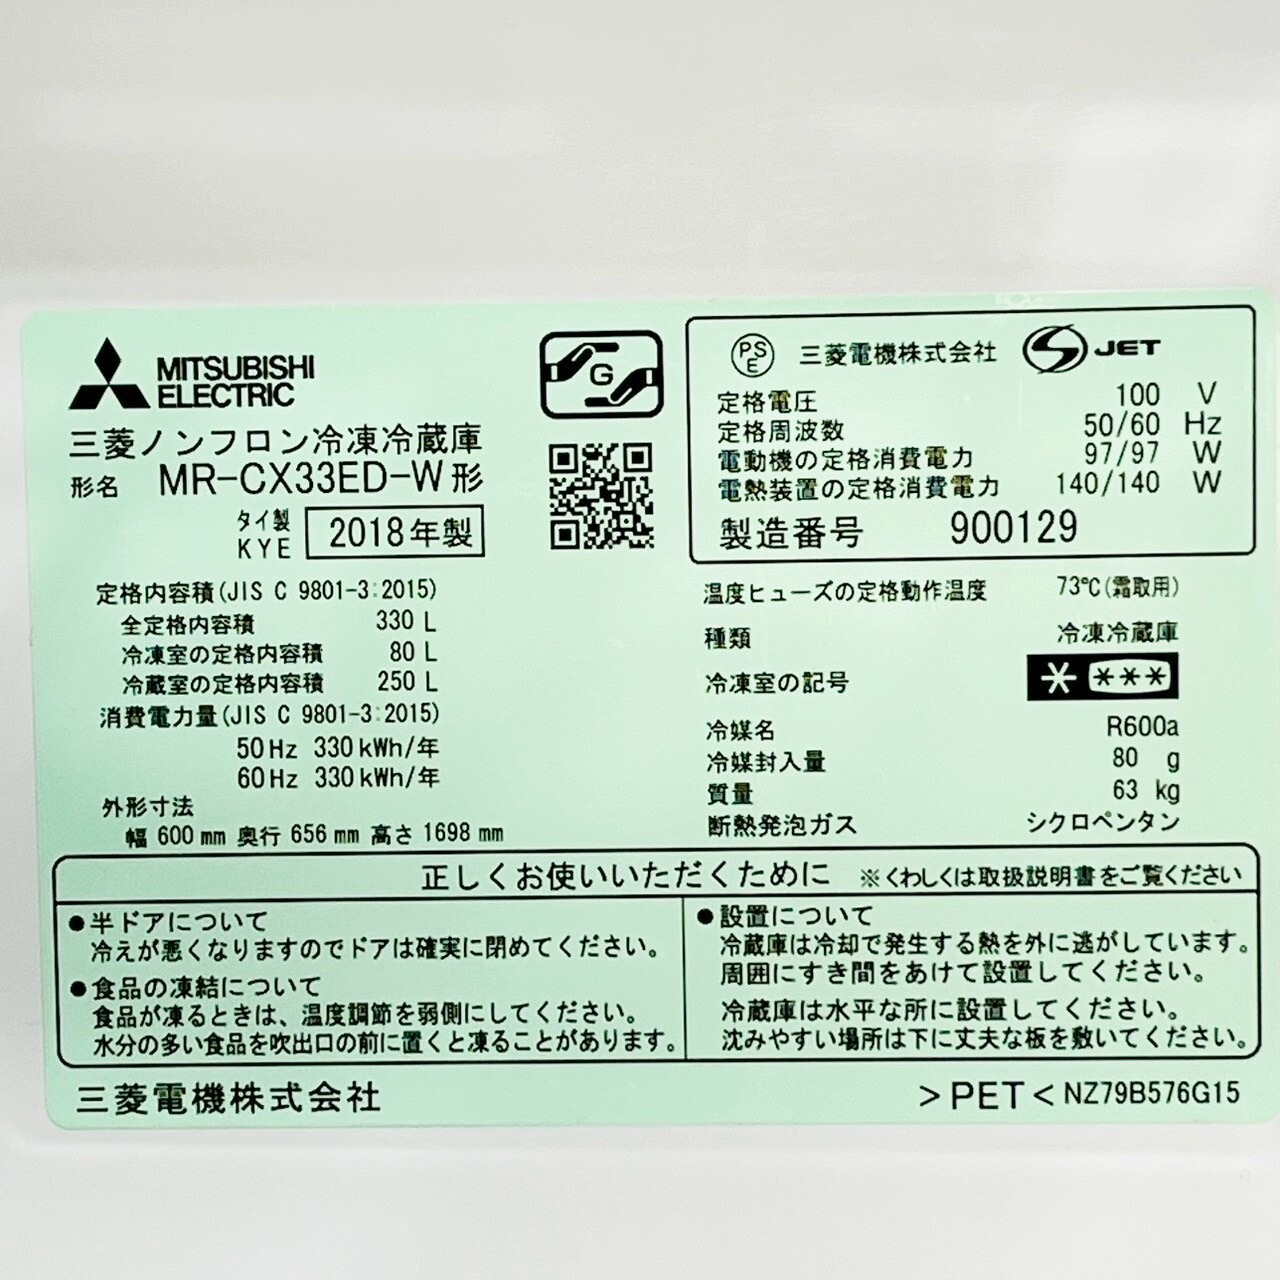 MITSUBISHI
ELECTRIC
G
三菱ノンフロン冷凍冷蔵庫
形名 MR-CX33ED-W形
タイ製
KYE 2018年製
定格内容積(JIS C 9801-3:2015)
全定格内容積 330 L
冷凍室の定格内容積 80 L
冷蔵室の定格内容積 250 L
消費電力量(JIS C 9801-3:2015)
50Hz 330kWh/年
60Hz 330kWh/年
外形寸法
幅 600mm 奥行 656mm 高さ 1698mm
PSE 三菱電機株式会社 JET
定格電圧 100 V
定格周波数 50/60 Hz
電動機の定格消費電力 97/97 W
電熱装置の定格消費電力 140/140 W
製造番号 900129
温度ヒューズの定格動作温度 73℃(霜取用)
種類 冷凍冷蔵庫
冷凍室の記号 * ***
冷媒名 R600a
冷媒封入量 80 g
質量 63 kg
断熱発泡ガス シクロペンタン
正しくお使いいただくために ※くわしくは取扱説明書をご覧ください
●半ドアについて
冷えが悪くなりますのでドアは確実に閉めてください。
●食品の凍結について
食品が凍るときは、温度調節を弱側にしてください。
水分の多い食品を吹出口の前に置くと凍ることがあります。
●設置について
冷蔵庫は冷却で発生する熱を外に逃がしています。
周囲にすき間をあけて設置してください。
冷蔵庫は水平な所に設置してください。
沈みやすい場所は下に丈夫な板を敷いてください。
三菱電機株式会社
>PET< NZ79B576G15